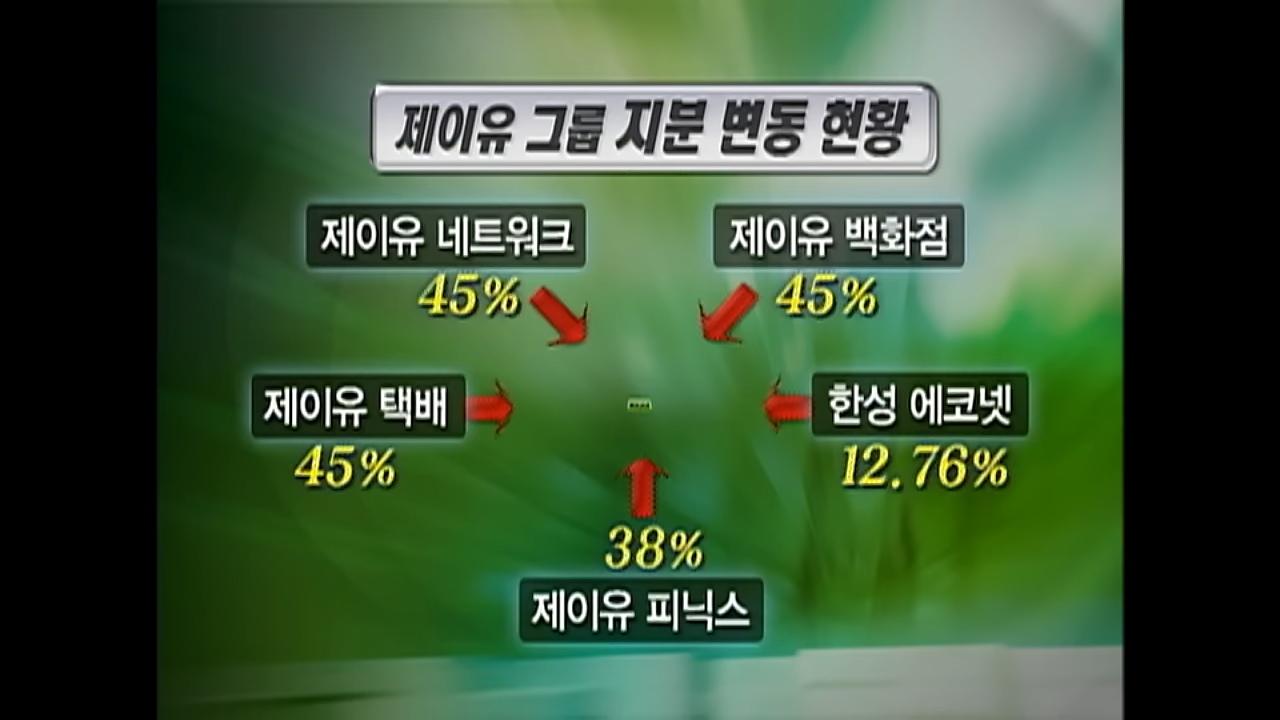 제이유 그룹 지분 변동 현황
제이유 네트워크
45%
제이유 백화점
45%
제이유 택배
45%
한성 에코넷
12.76%
38%
제이유 피닉스